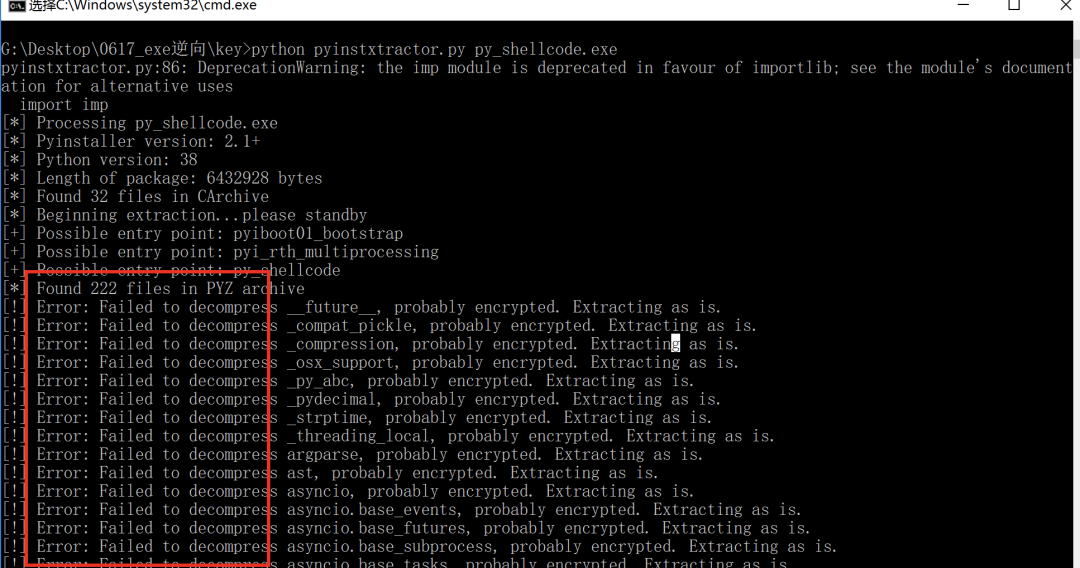 选择C:\Windows\system32\cmd.exe
G:\Desktop\0617_exe逆向\key>python pyinstxtractor.py py_shellcode.exe
pyinstxtractor.py:86: DeprecationWarning: the imp module is deprecated in favour of importlib; see the module's document
ation for alternative uses
import imp
[*] Processing py_shellcode.exe
[*] Pyinstaller version: 2.1+
[*] Python version: 38
[*] Length of package: 6432928 bytes
[*] Found 32 files in CArchive
[*] Beginning extraction...please standby
[+] Possible entry point: pyiboot01_bootstrap
[+] Possible entry point: pyi_rth_multiprocessing
[+] Possible entry point: py_shellcode
[*] Found 222 files in PYZ archive
[!] Error: Failed to decompress __future__, probably encrypted. Extracting as is.
[!] Error: Failed to decompress _compat_pickle, probably encrypted. Extracting as is.
[!] Error: Failed to decompress _compression, probably encrypted. Extracting as is.
[!] Error: Failed to decompress _osx_support, probably encrypted. Extracting as is.
[!] Error: Failed to decompress _py_abc, probably encrypted. Extracting as is.
[!] Error: Failed to decompress _pydecimal, probably encrypted. Extracting as is.
[!] Error: Failed to decompress _strptime, probably encrypted. Extracting as is.
[!] Error: Failed to decompress _threading_local, probably encrypted. Extracting as is.
[!] Error: Failed to decompress argparse, probably encrypted. Extracting as is.
[!] Error: Failed to decompress ast, probably encrypted. Extracting as is.
[!] Error: Failed to decompress asyncio, probably encrypted. Extracting as is.
[!] Error: Failed to decompress asyncio.base_events, probably encrypted. Extracting as is.
[!] Error: Failed to decompress asyncio.base_futures, probably encrypted. Extracting as is.
[!] Error: Failed to decompress asyncio.base_subprocess, probably encrypted. Extracting as is.
[!] Error: Failed to decompress asyncio.base_tasks, probably encrypted. Extracting as is.